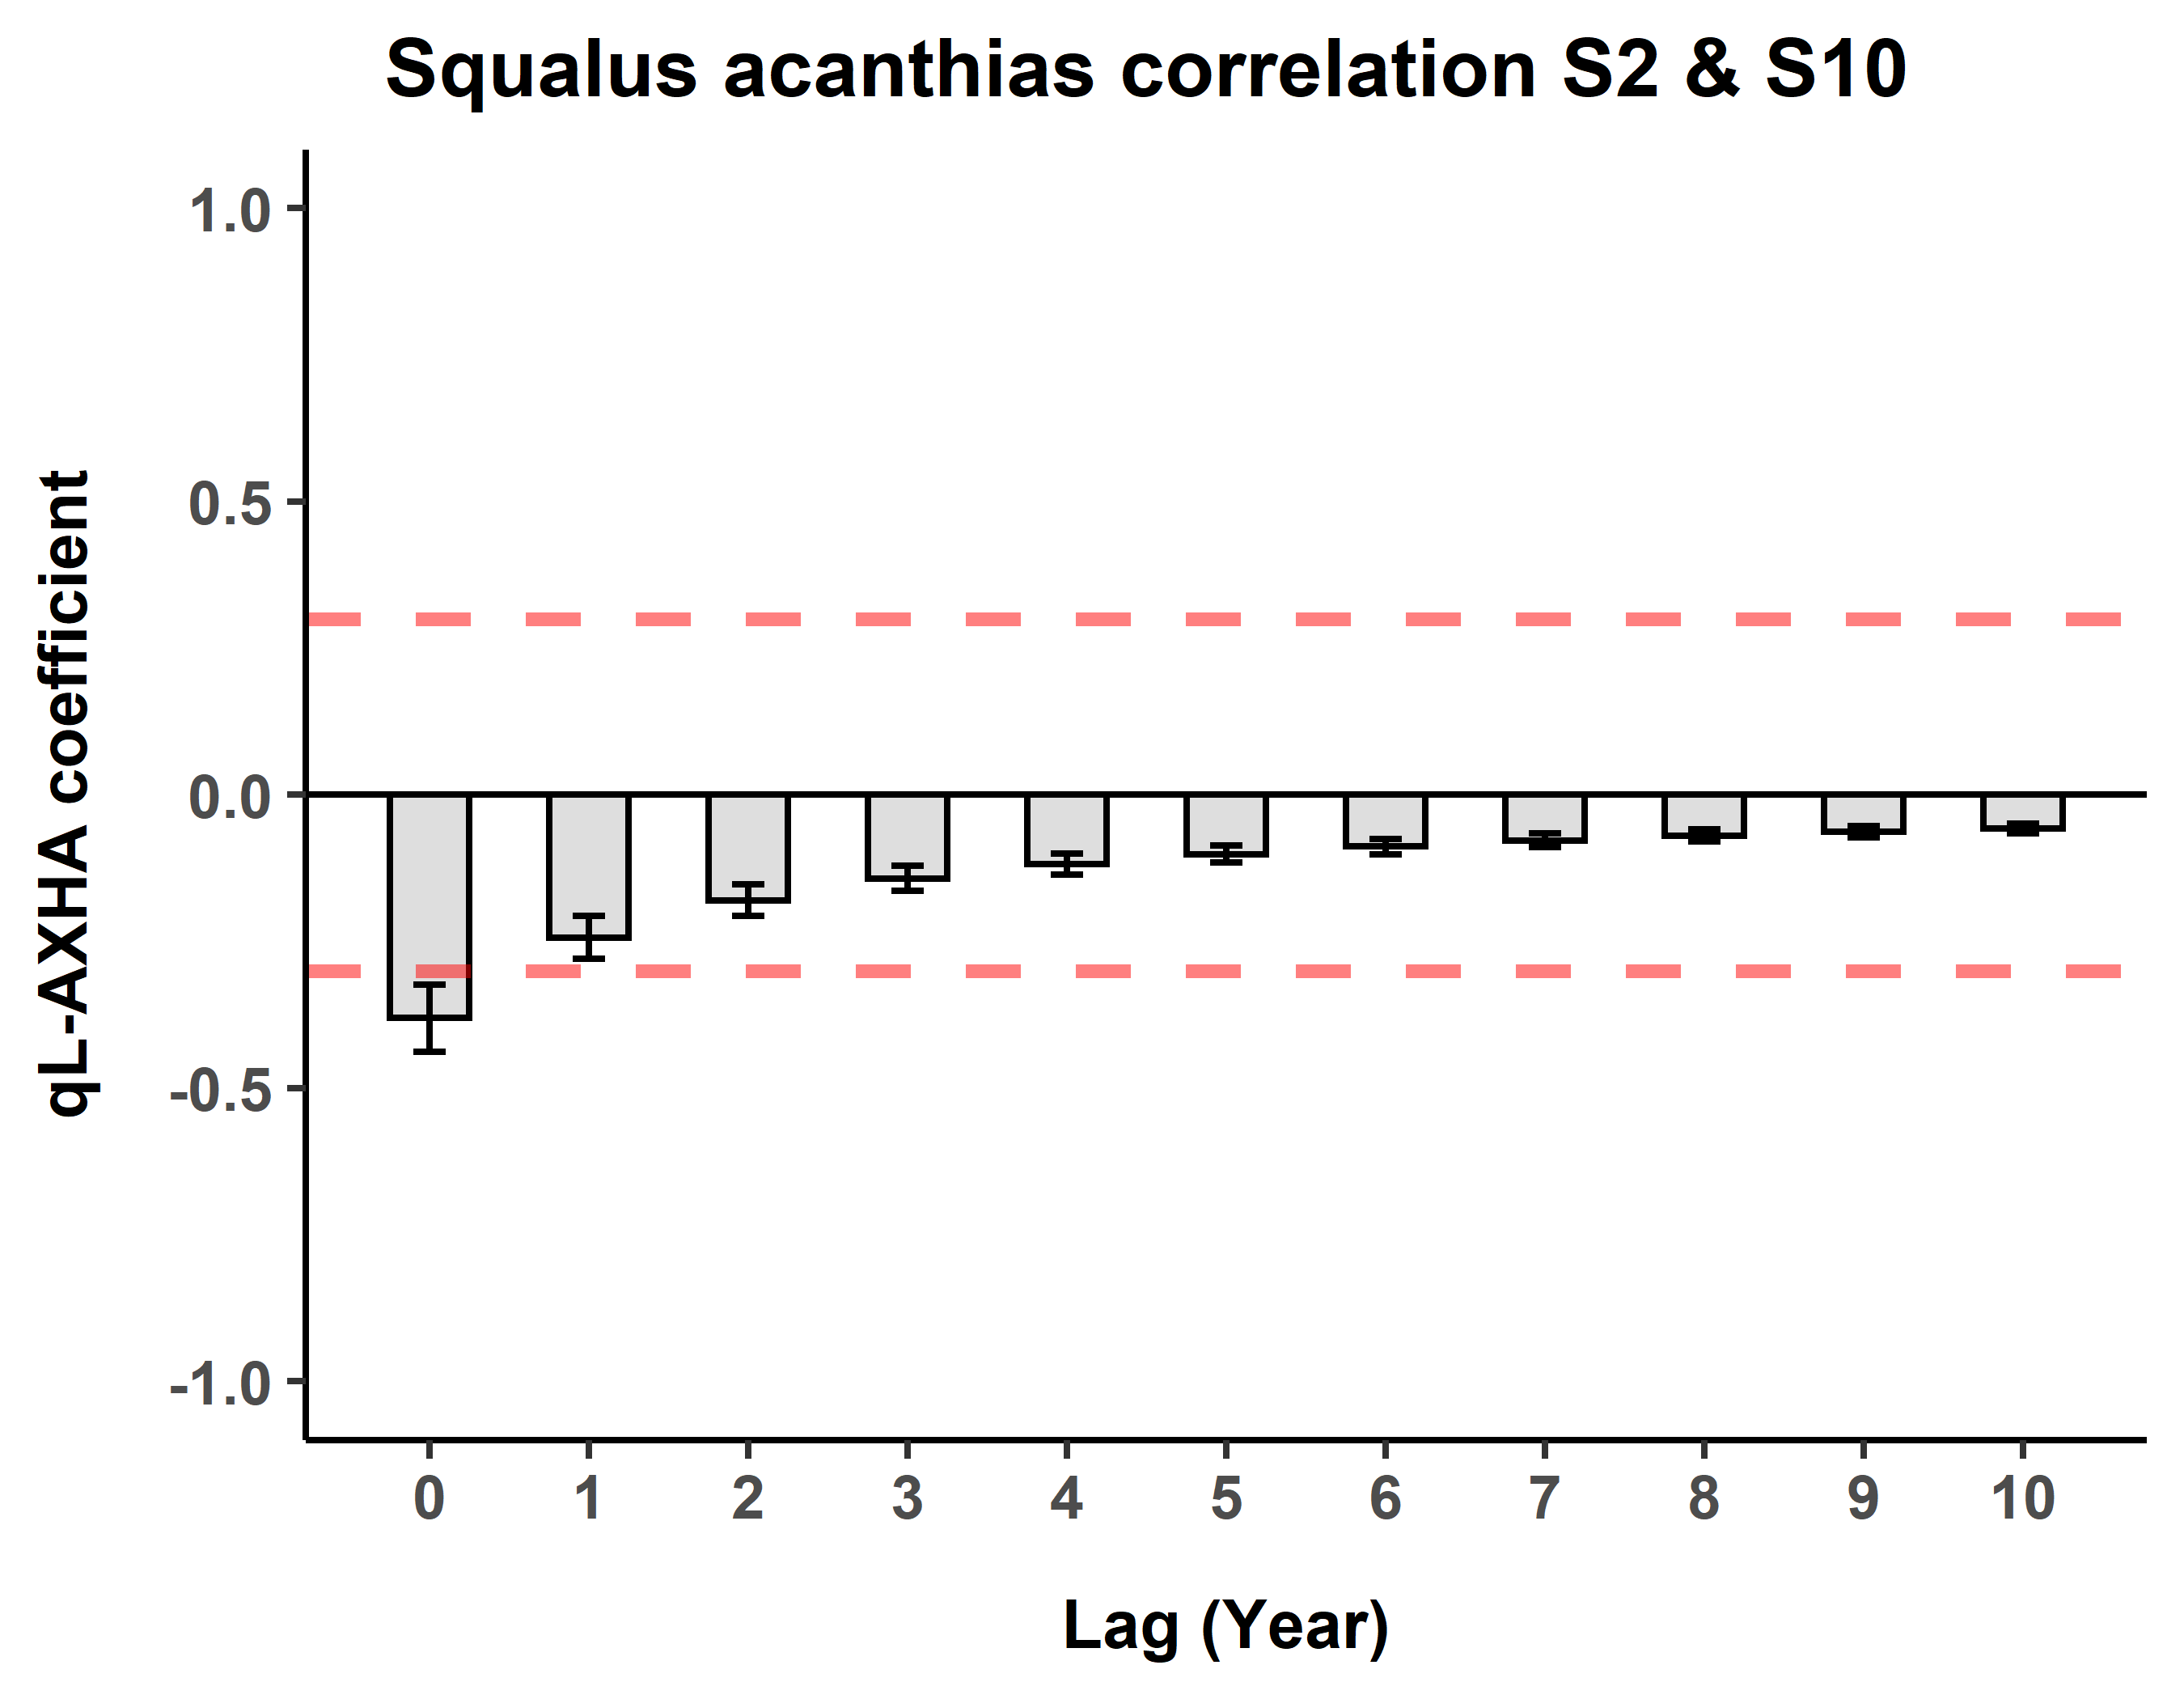 Squalus acanthias correlation S2 & S10
qL-AXHA coefficient
1.0
0.5
0.0
-0.5
-1.0
0 1 2 3 4 5 6 7 8 9 10
Lag (Year)